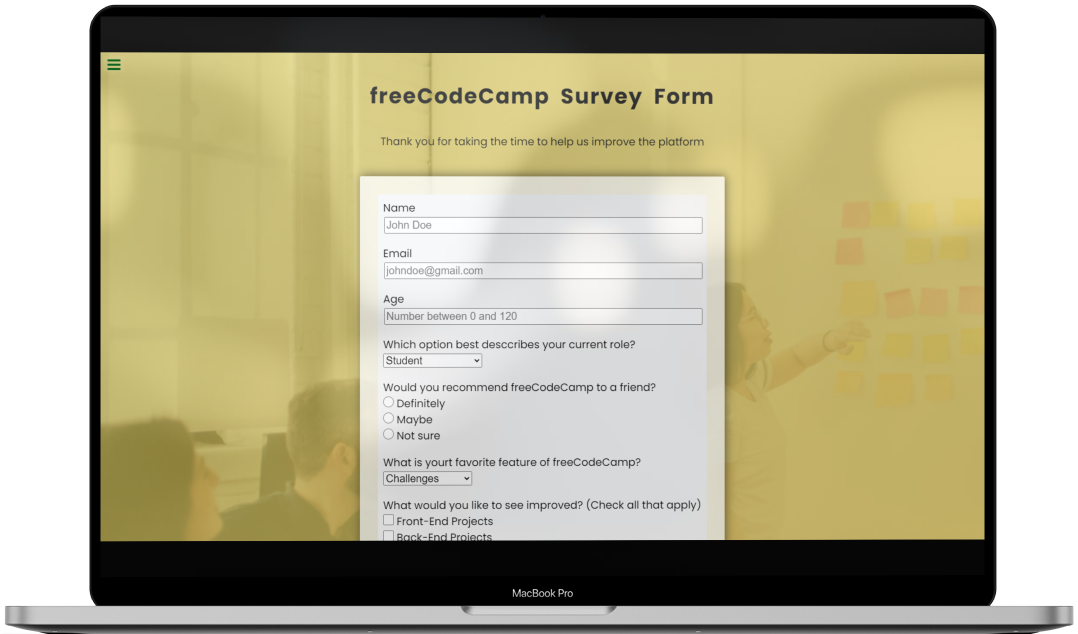 freeCodeCamp Survey Form
Thank you for taking the time to help us improve the platform
Name
John Doe
Email
johndoe@gmail.com
Age
Number between 0 and 120
Which option best desccribes your current role?
Student
Would you recommend freeCodeCamp to a friend?
Definitely
Maybe
Not sure
What is yourt favorite feature of freeCodeCamp?
Challenges
What would you like to see improved? (Check all that apply)
Front-End Projects
Back-End Projects
MacBook Pro